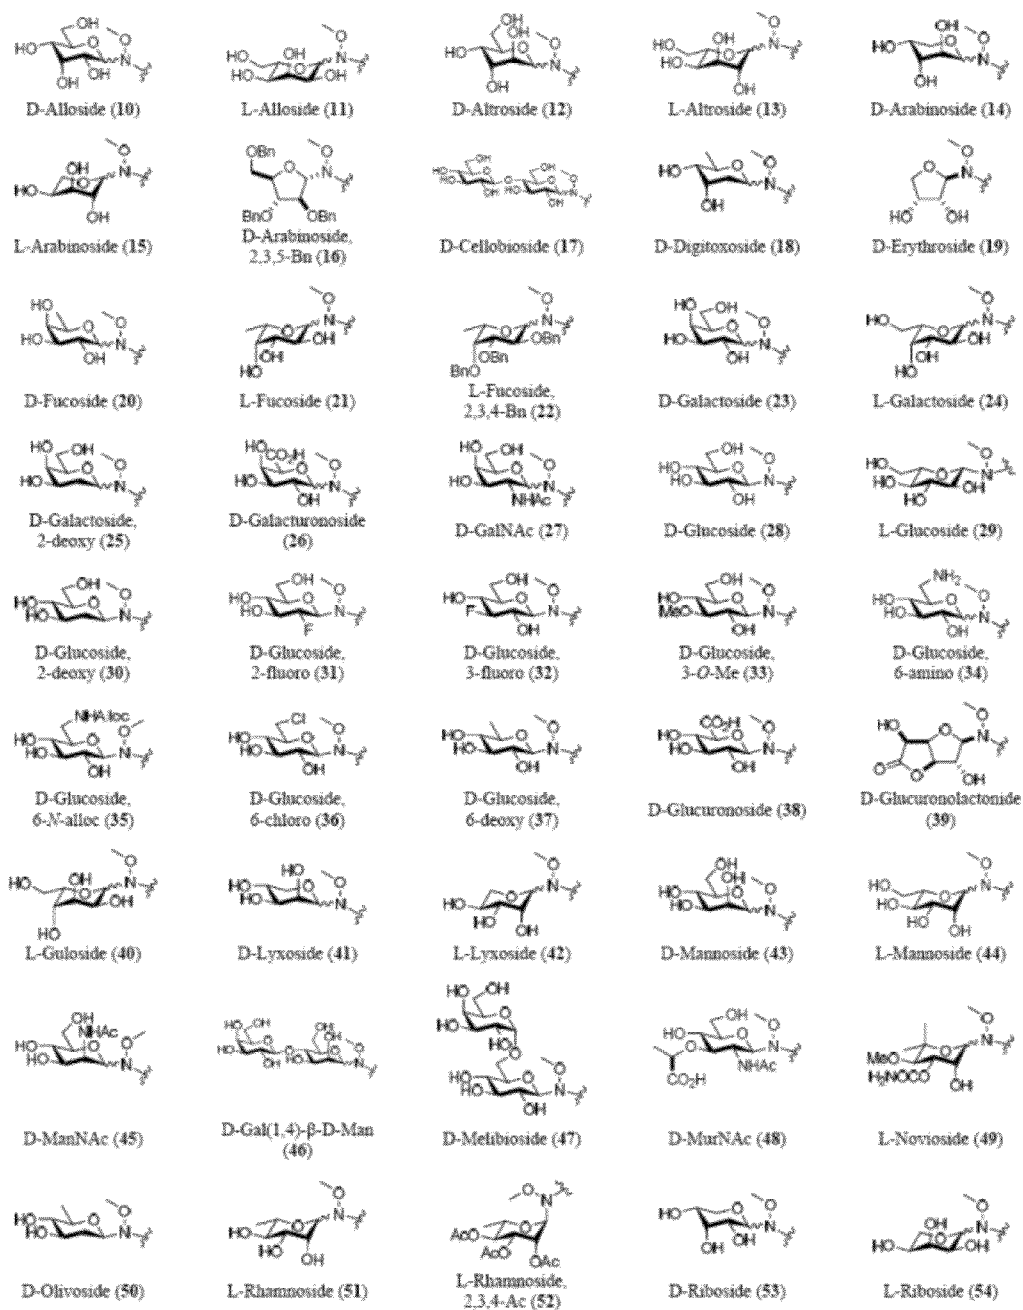 D-Alloside (10)
L-Alloside (11)
D-Altroside (12)
L-Altroside (13)
D-Arabinoside (14)
L-Arabinoside (15)
D-Arabinoside,
2,3,5-Bn (16)
D-Cellobioside (17)
D-Digitoxoside (18)
D-Erythroside (19)
D-Fucoside (20)
L-Fucoside (21)
L-Fucoside,
2,3,4-Bn (22)
D-Galactoside (23)
L-Galactoside (24)
D-Galactoside,
2-deoxy (25)
D-Galacturonoside
(26)
D-GalNAc (27)
D-Glucoside (28)
L-Glucoside (29)
D-Glucoside,
2-deoxy (30)
D-Glucoside,
2-fluoro (31)
D-Glucoside,
3-fluoro (32)
D-Glucoside,
3-O-Me (33)
D-Glucoside,
6-amino (34)
D-Glucoside,
6-N-alloc (35)
D-Glucoside,
6-chloro (36)
D-Glucoside,
6-deoxy (37)
D-Glucuronoside (38)
D-Glucuronolactonide
(39)
L-Guloside (40)
D-Lyxoside (41)
L-Lyxoside (42)
D-Mannoside (43)
L-Mannoside (44)
D-ManNAc (45)
D-Gal(1,4)-β-D-Man
(46)
D-Melibioside (47)
D-MurNAc (48)
L-Novioside (49)
D-Olivoside (50)
L-Rhamnoside (51)
L-Rhamnoside,
2,3,4-Ac (52)
D-Riboside (53)
L-Riboside (54)